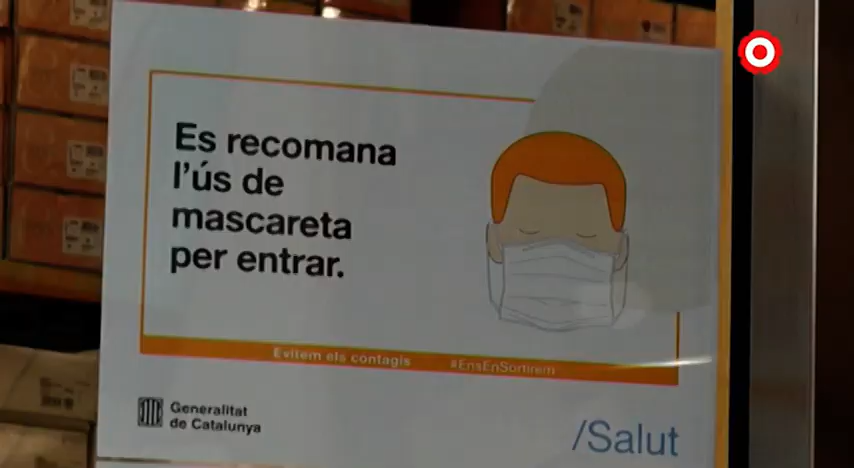 Es recomana
l'ús de
mascareta
per entrar.
Evitem els contagis #EnsEnSortirem
Generalitat
de Catalunya
/Salut